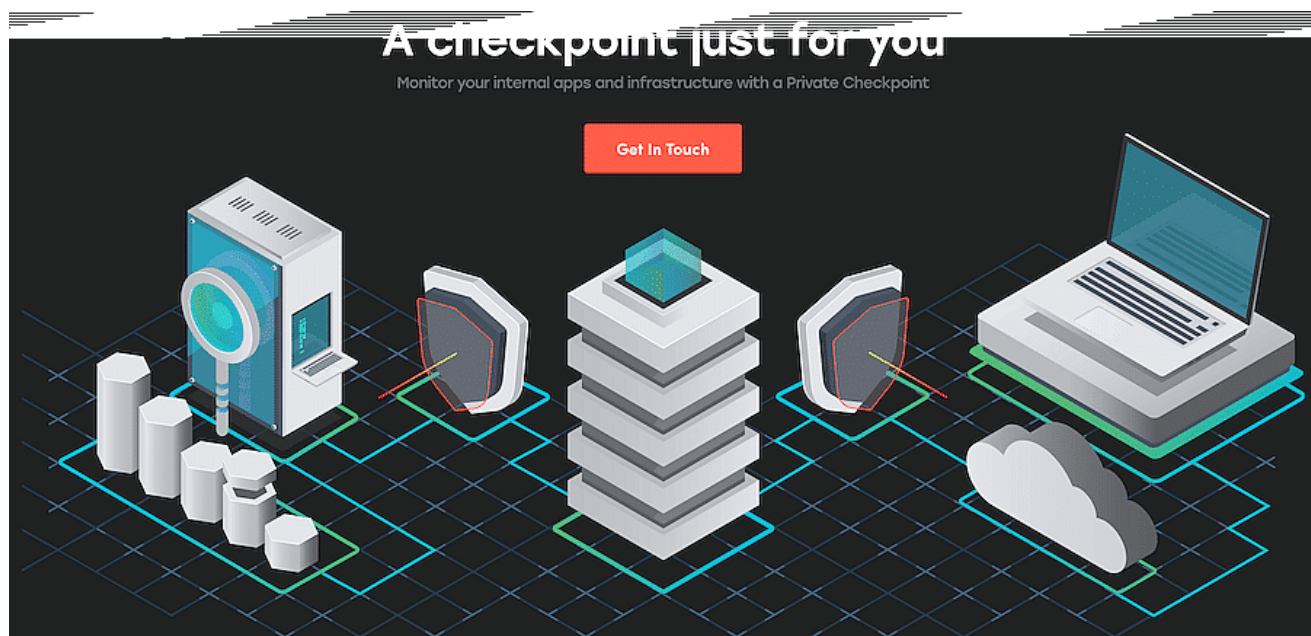 A checkpoint just for you
Monitor your internal apps and infrastructure with a Private Checkpoint
Get In Touch